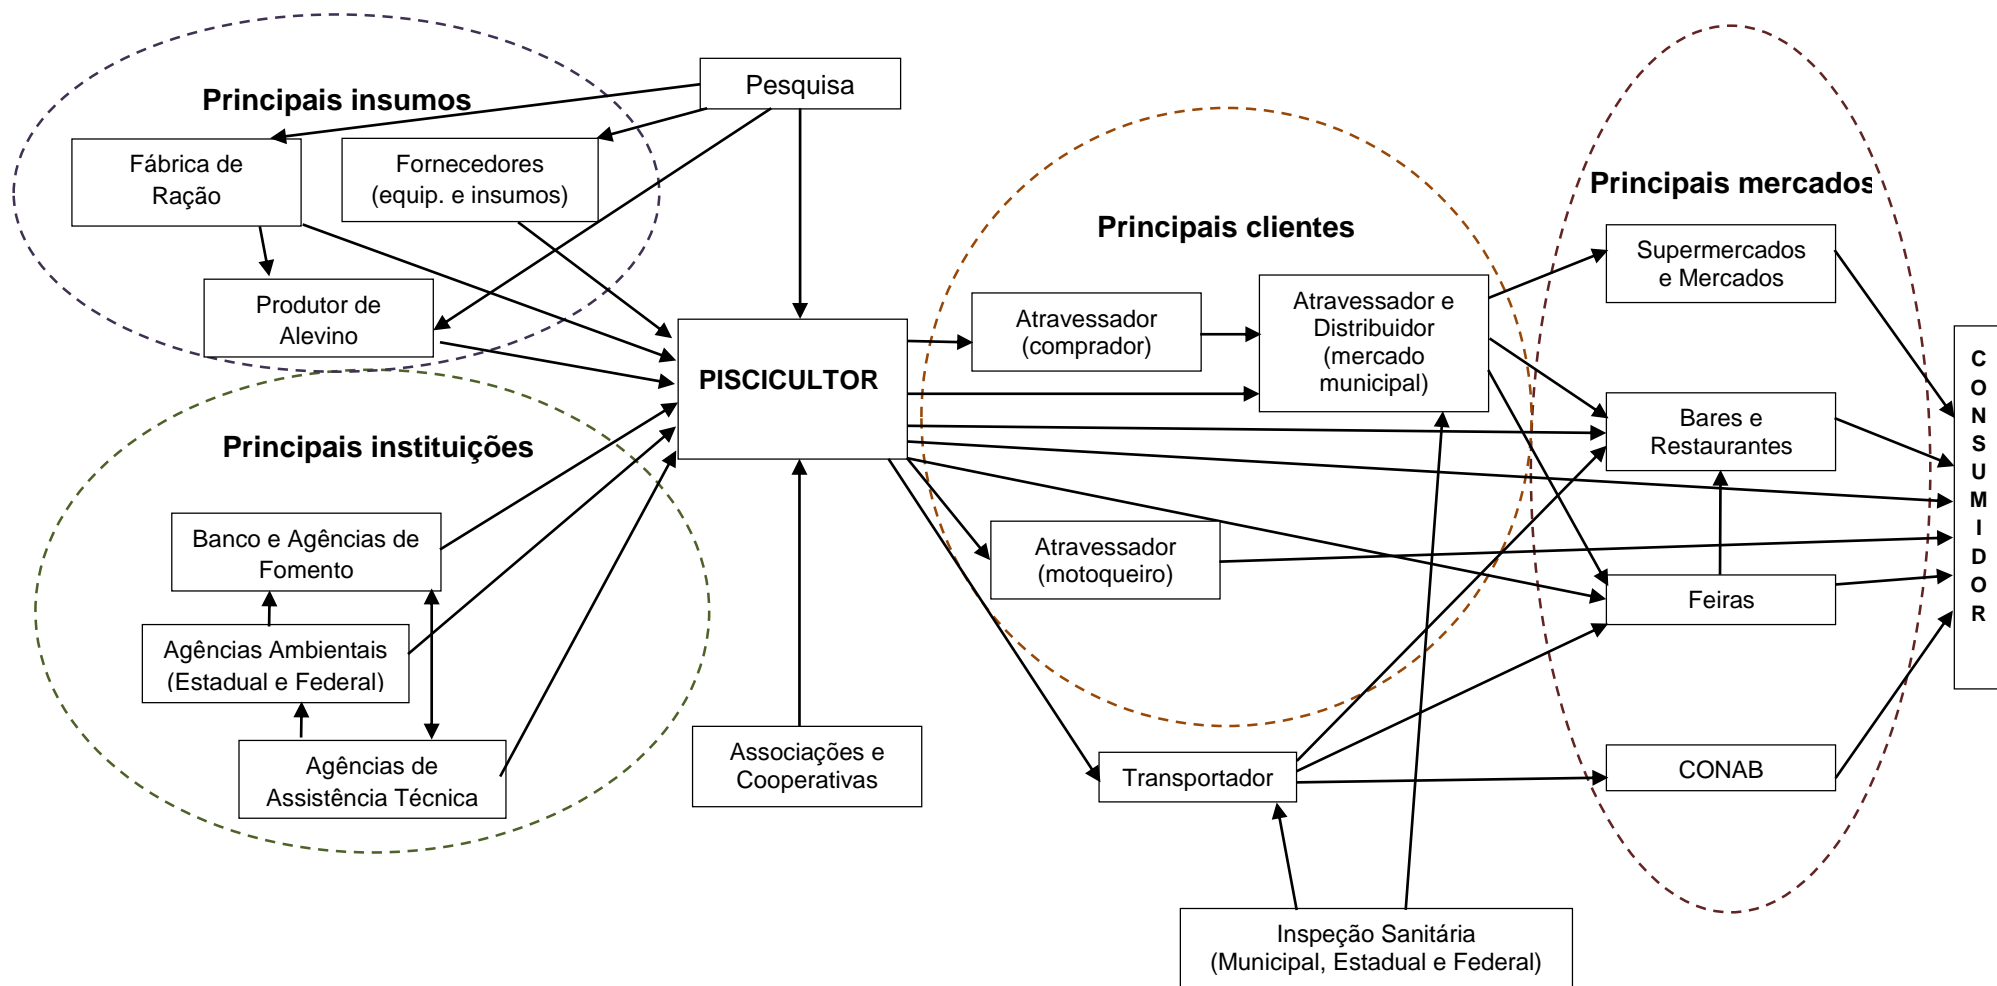 Pesquisa
Principais insumos
Fábrica de
Ração
Fornecedores
(equip. e insumos)
Produtor de
Alevino
Principais instituições
Banco e Agências de
Fomento
Agências Ambientais
(Estadual e Federal)
Agências de
Assistência Técnica
PISCICULTOR
Associações e
Cooperativas
Principais clientes
Atravessador
(comprador)
Atravessador e
Distribuidor
(mercado
municipal)
Atravessador
(motoqueiro)
Transportador
Inspeção Sanitária
(Municipal, Estadual e Federal)
Principais mercados
Supermercados
e Mercados
Bares e
Restaurantes
Feiras
CONAB
C
O
N
S
U
M
I
D
O
R